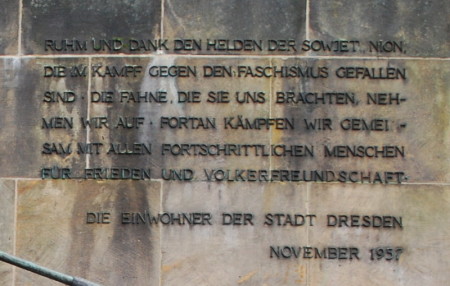 RUHM UND DANK DEN HELDEN DER SOWJET NION,
DIE IM KAMPF GEGEN DEN FASCHISMUS GEFALLEN
SIND · DIE FAHNE, DIE SIE UNS BRACHTEN, NEH-
MEN WIR AUF · FORTAN KÄMPFEN WIR GEMEI -
SAM MIT ALLEN FORTSCHRITTLICHEN MENSCHEN
FÜR FRIEDEN UND VÖLKERFREUNDSCHAFT·
DIE EINWOHNER DER STADT DRESDEN
NOVEMBER